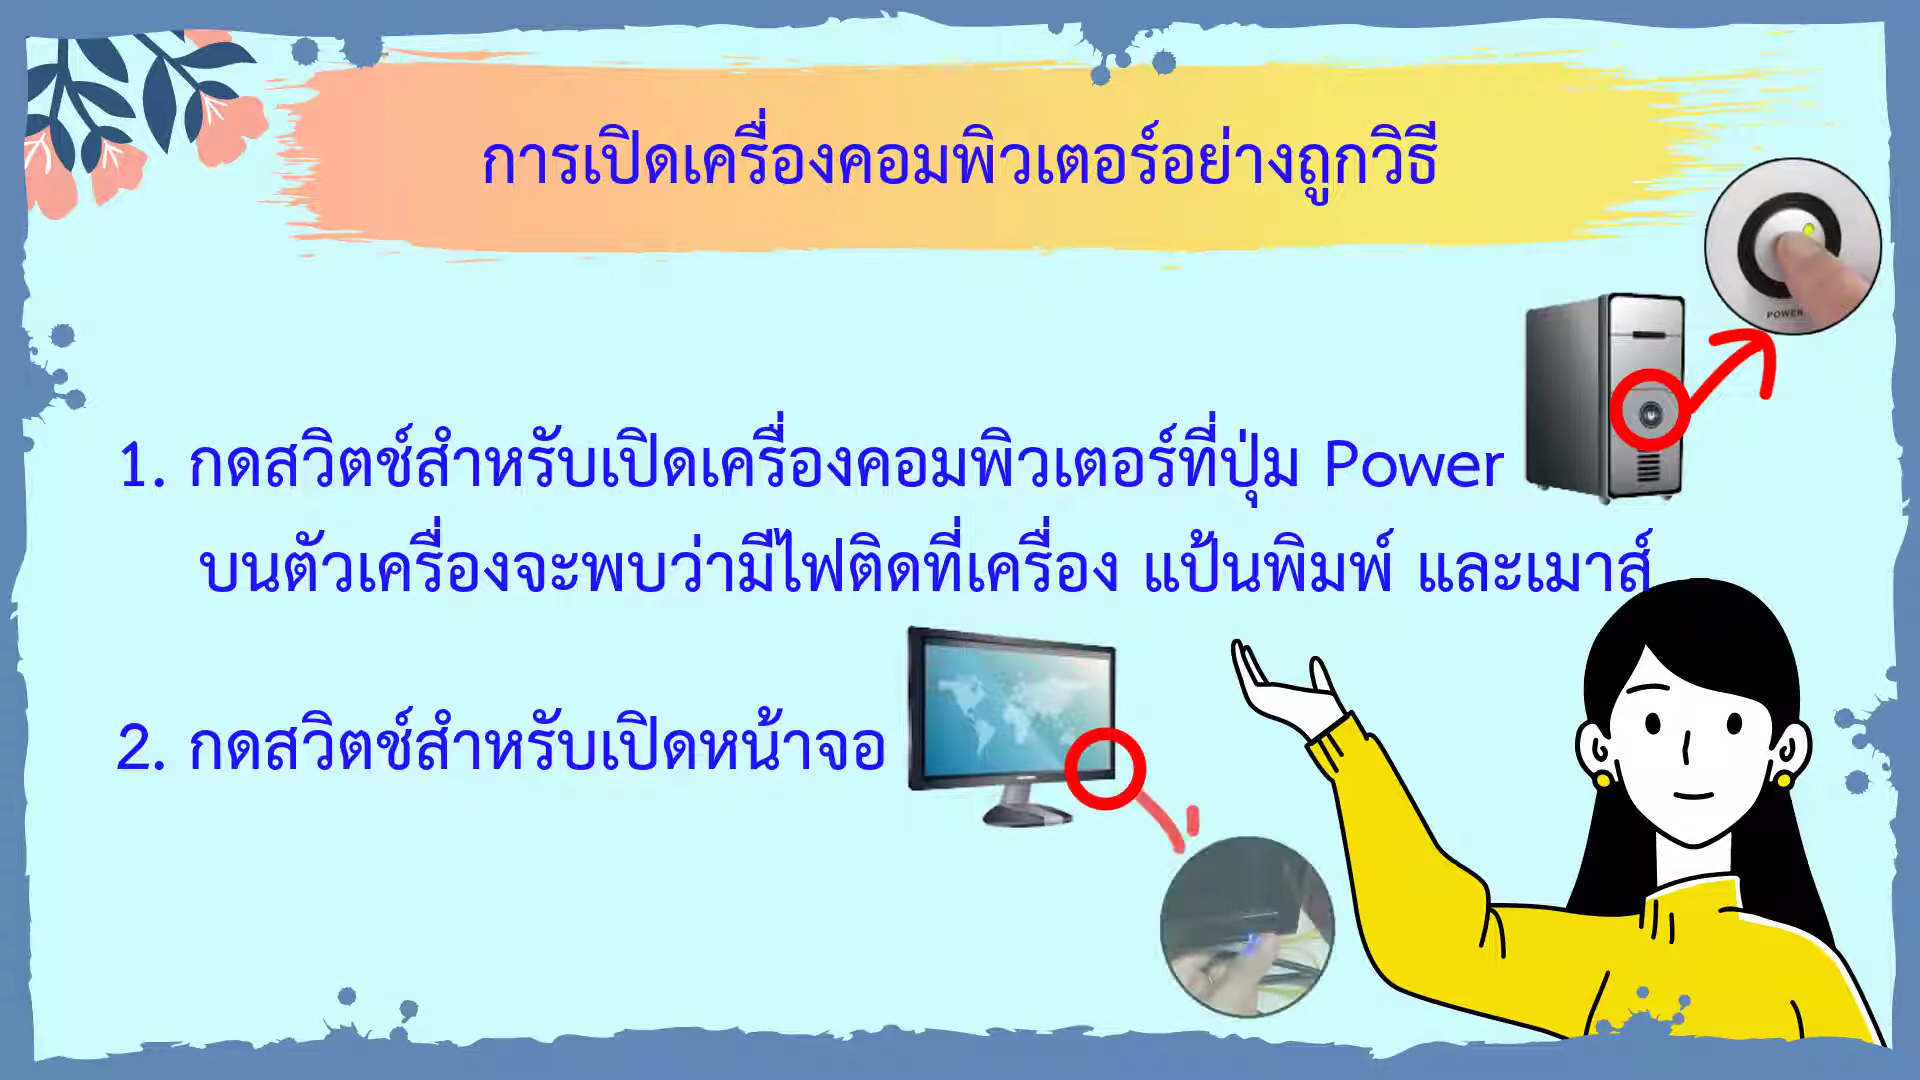 การเปิดเครื่องคอมพิวเตอร์อย่างถูกวิธี
POWER
1. กดสวิตช์สำหรับเปิดเครื่องคอมพิวเตอร์ที่ปุ่ม Power
บนตัวเครื่องจะพบว่ามีไฟติดที่เครื่อง แป้นพิมพ์ และเมาส์
2. กดสวิตช์สำหรับเปิดหน้าจอ